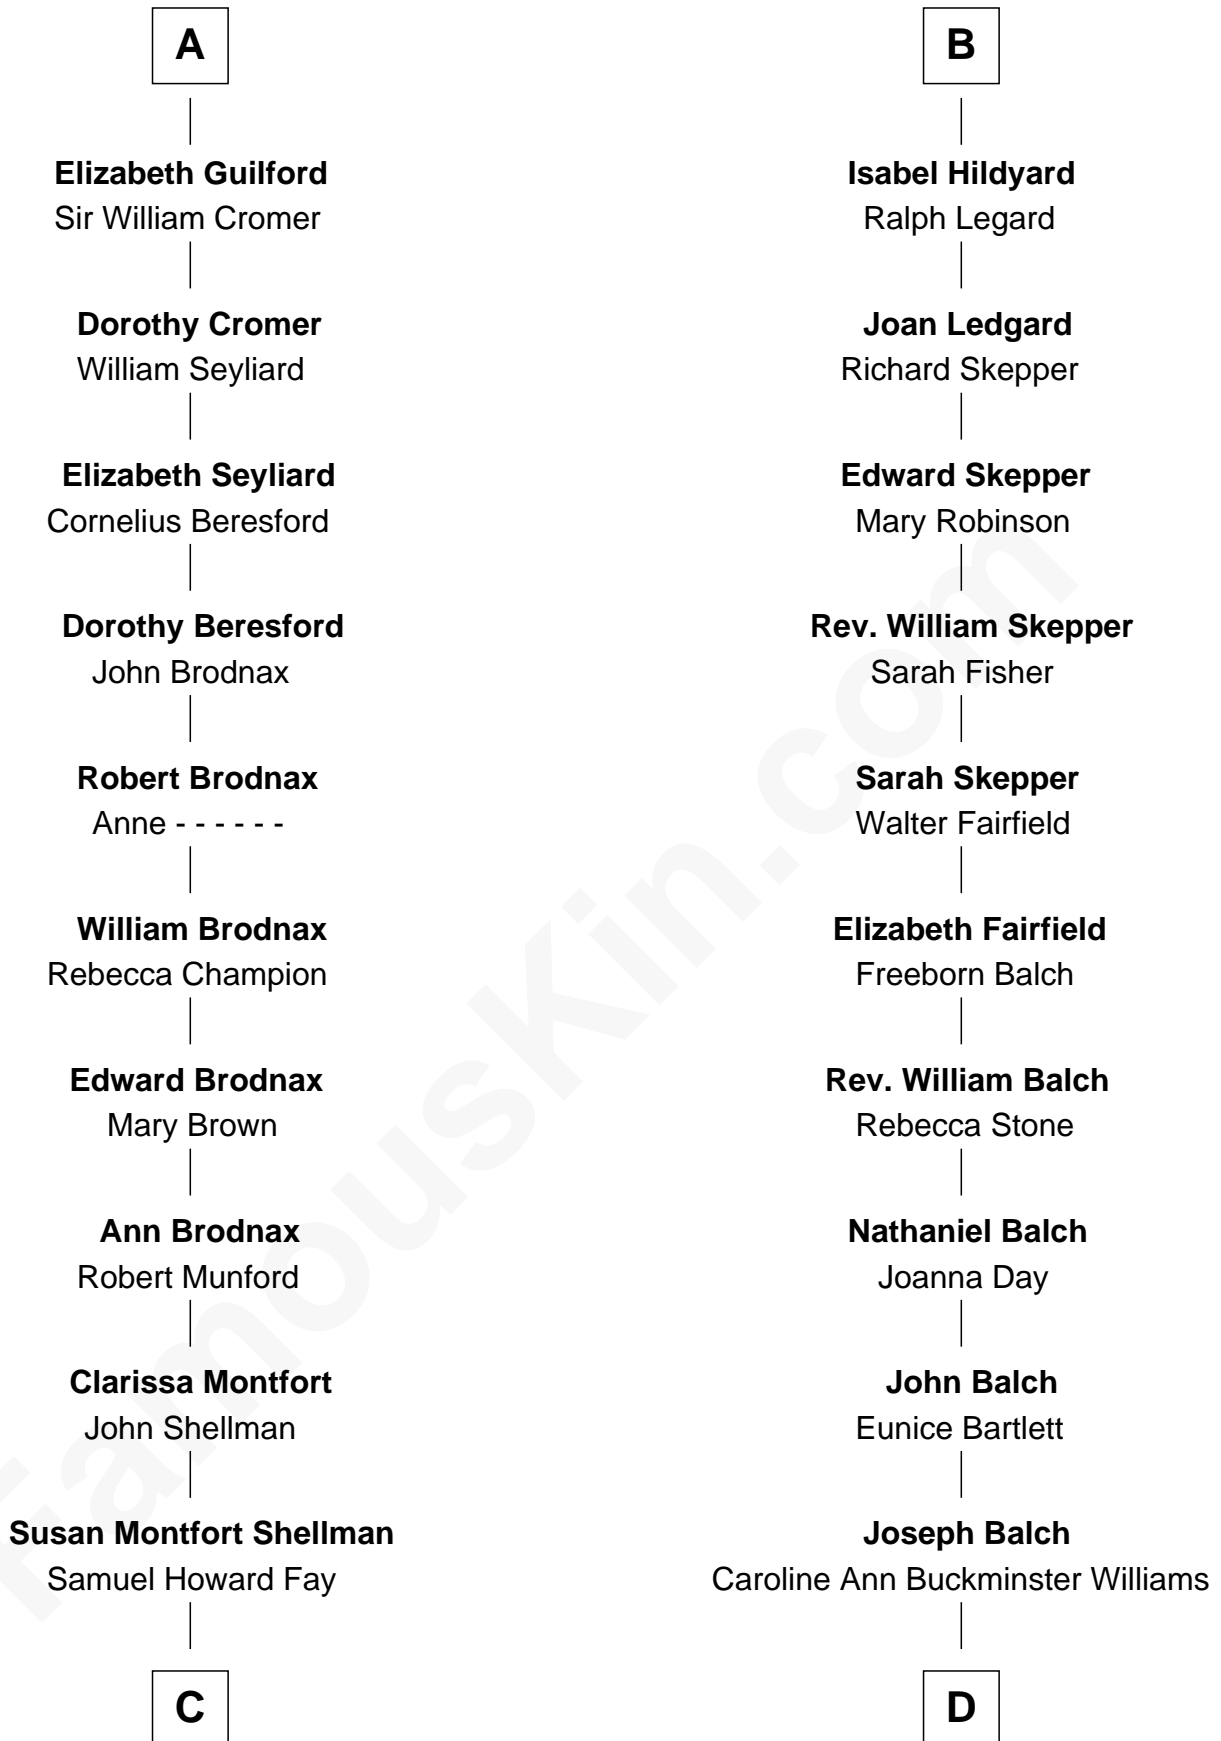 A
Elizabeth Guilford
Sir William Cromer
Dorothy Cromer
William Seyliard
Elizabeth Seyliard
Cornelius Beresford
Dorothy Beresford
John Brodnax
Robert Brodnax
Anne - - - - - -
William Brodnax
Rebecca Champion
Edward Brodnax
Mary Brown
Ann Brodnax
Robert Munford
Clarissa Montfort
John Shellman
Susan Montfort Shellman
Samuel Howard Fay
C
B
Isabel Hildyard
Ralph Legard
Joan Ledgard
Richard Skepper
Edward Skepper
Mary Robinson
Rev. William Skepper
Sarah Fisher
Sarah Skepper
Walter Fairfield
Elizabeth Fairfield
Freeborn Balch
Rev. William Balch
Rebecca Stone
Nathaniel Balch
Joanna Day
John Balch
Eunice Bartlett
Joseph Balch
Caroline Ann Buckminster Williams
D
FamousKin.com